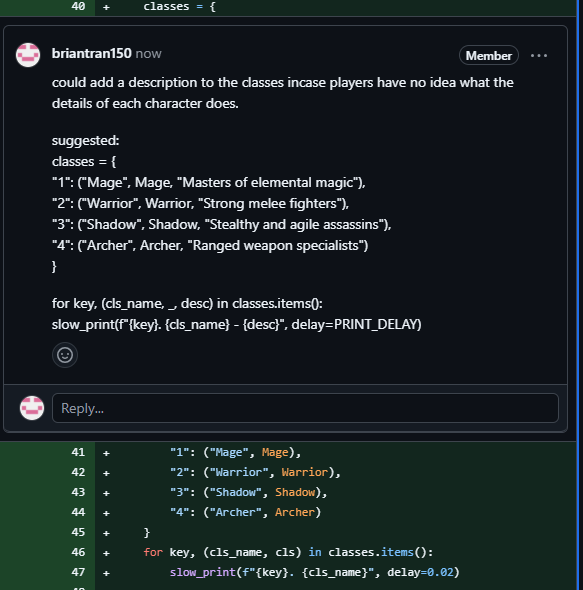 40 + classes = {
briantran150 now Member ...
could add a description to the classes incase players have no idea what the
details of each character does.
suggested:
classes = {
"1": ("Mage", Mage, "Masters of elemental magic"),
"2": ("Warrior", Warrior, "Strong melee fighters"),
"3": ("Shadow", Shadow, "Stealthy and agile assassins"),
"4": ("Archer", Archer, "Ranged weapon specialists")
}
for key, (cls_name, _, desc) in classes.items():
slow_print(f"{key}. {cls_name} - {desc}", delay=PRINT_DELAY)
Reply...
41 + "1": ("Mage", Mage),
42 + "2": ("Warrior", Warrior),
43 + "3": ("Shadow", Shadow),
44 + "4": ("Archer", Archer)
45 + }
46 + for key, (cls_name, cls) in classes.items():
47 + slow_print(f"{key}. {cls_name}", delay=0.02)